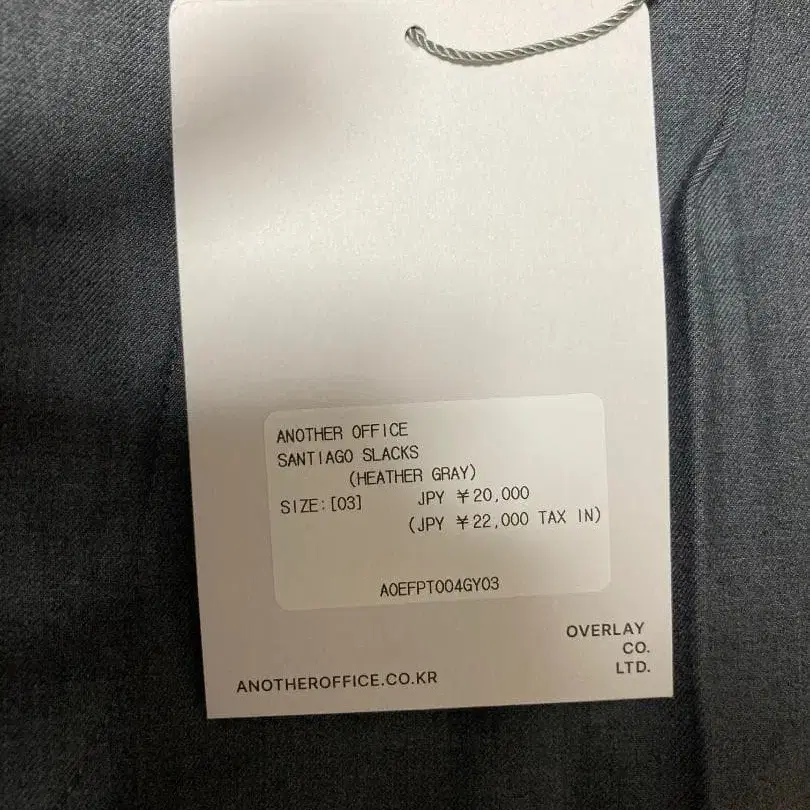 ANOTHER OFFICE
SANTIAGO SLACKS
(HEATHER GRAY)
SIZE:[03] JPY ¥20,000
(JPY ¥22,000 TAX IN)
AOEFPT004GY03
OVERLAY
CO.
LTD.
ANOTHEROFFICE.CO.KR